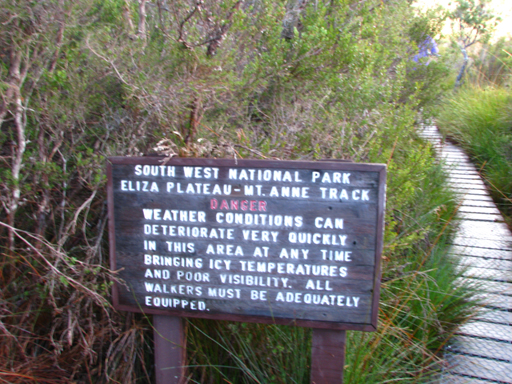 SOUTH WEST NATIONAL PARK
ELIZA PLATEAU-MT. ANNE TRACK
DANGER
WEATHER CONDITIONS CAN
DETERIORATE VERY QUICKLY
IN THIS AREA AT ANY TIME
BRINGING ICY TEMPERATURES
AND POOR VISIBILITY. ALL
WALKERS MUST BE ADEQUATELY
EQUIPPED.